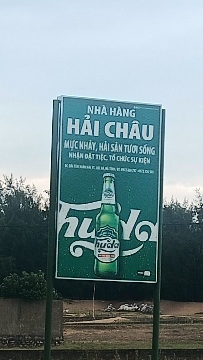 NHÀ HÀNG
HẢI CHÂU
MỰC NHẢY, HẢI SẢN TƯƠI SỐNG
NHẬN ĐẶT TIỆC, TỔ CHỨC SỰ KIỆN
huda
huda